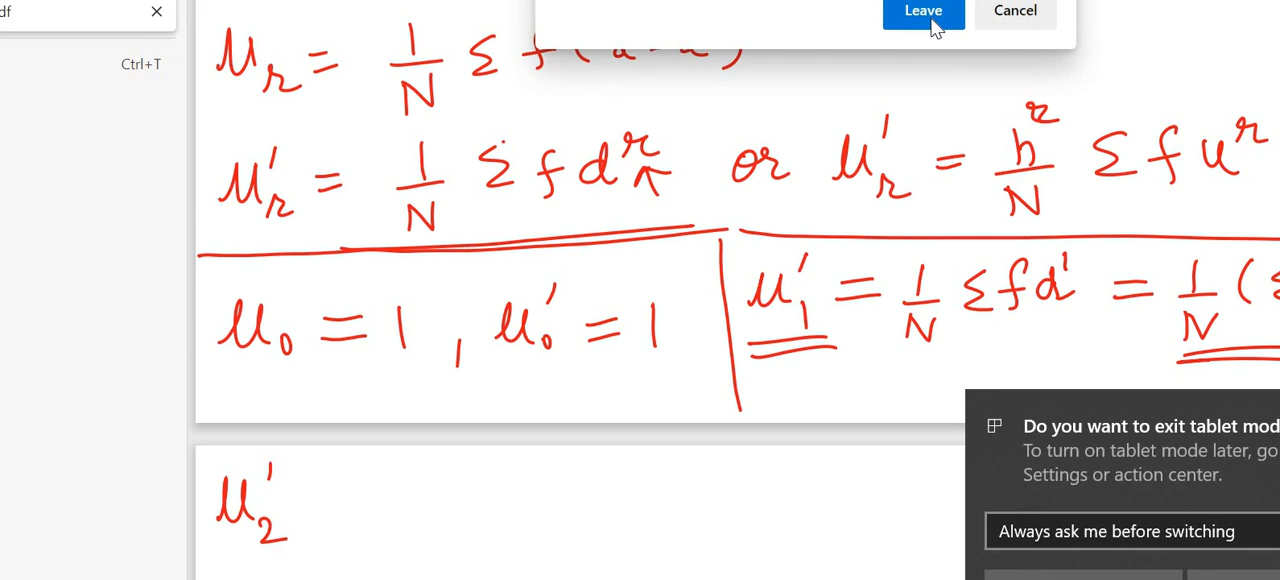 df
Leave Cancel
Ctrl+T
μr = 1/N Σ f (
μ'r = 1/N Σ f d^r or μ'r = h^r/N Σ f u^r
μ0 = 1 , μ'0 = 1
μ'1 = 1/N Σ f d' = 1/N (
μ'2
Do you want to exit tablet mod
To turn on tablet mode later, go
Settings or action center.
Always ask me before switching